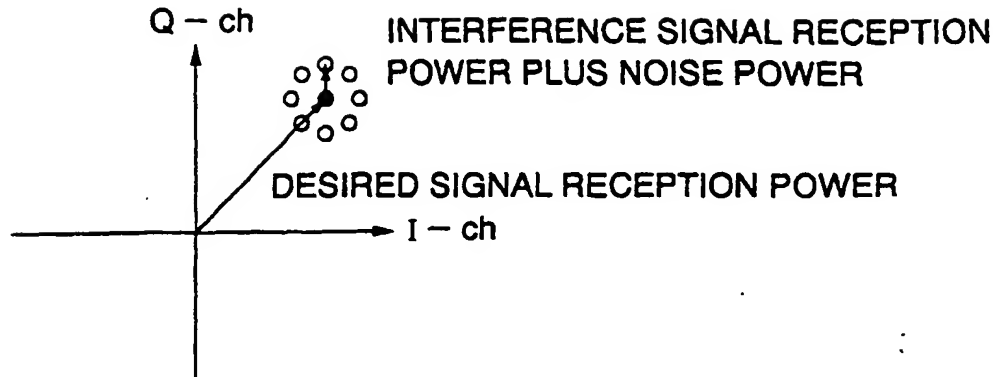 Q – ch
INTERFERENCE SIGNAL RECEPTION
POWER PLUS NOISE POWER
DESIRED SIGNAL RECEPTION POWER
I – ch